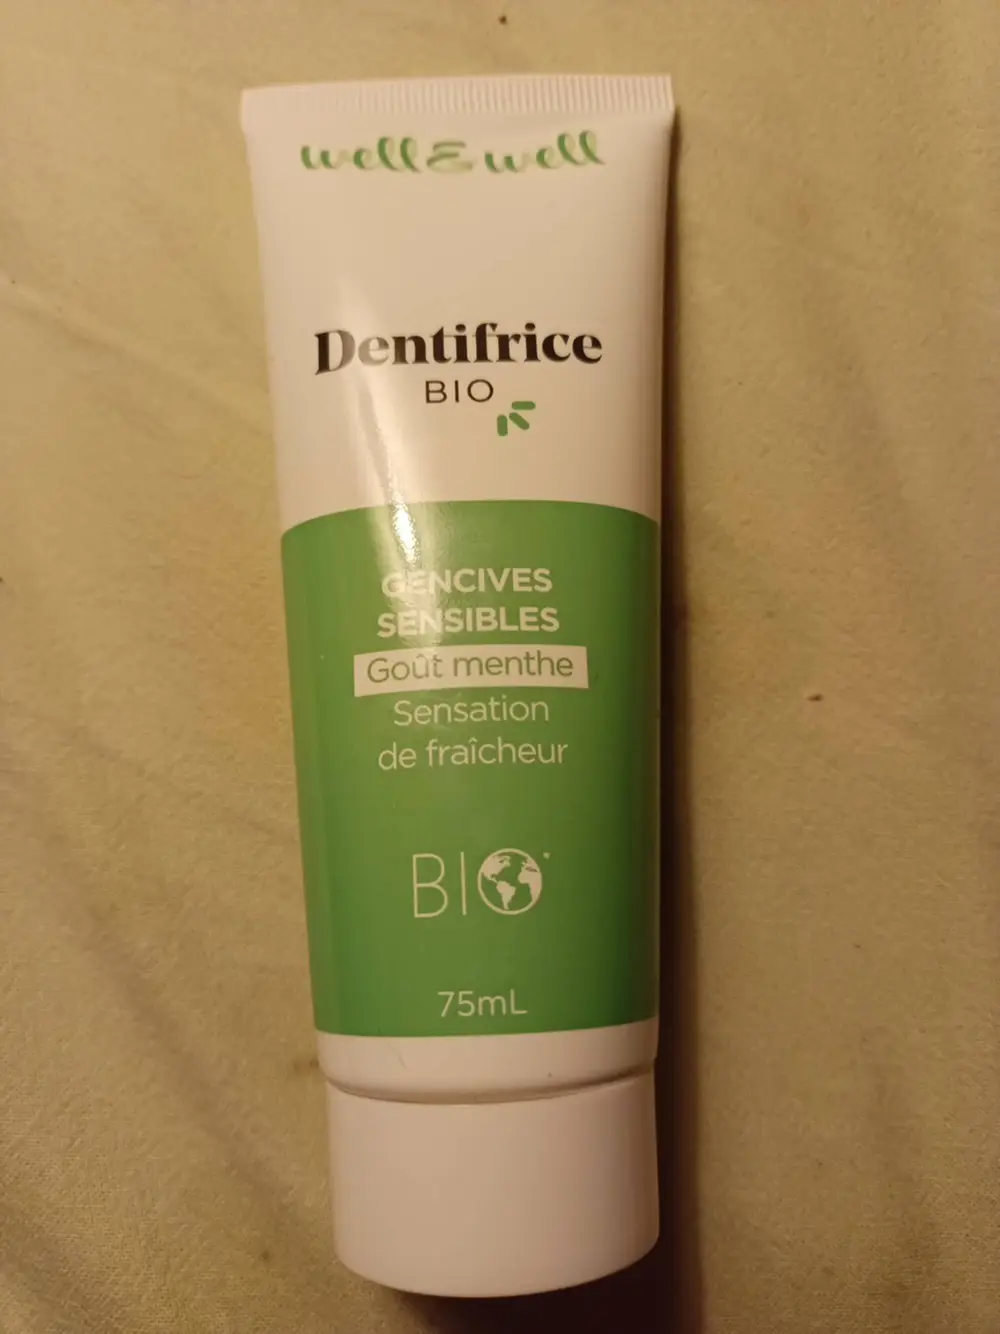 well & well
Dentifrice
BIO
GENCIVES
SENSIBLES
Goût menthe
Sensation
de fraîcheur
BIO*
75mL